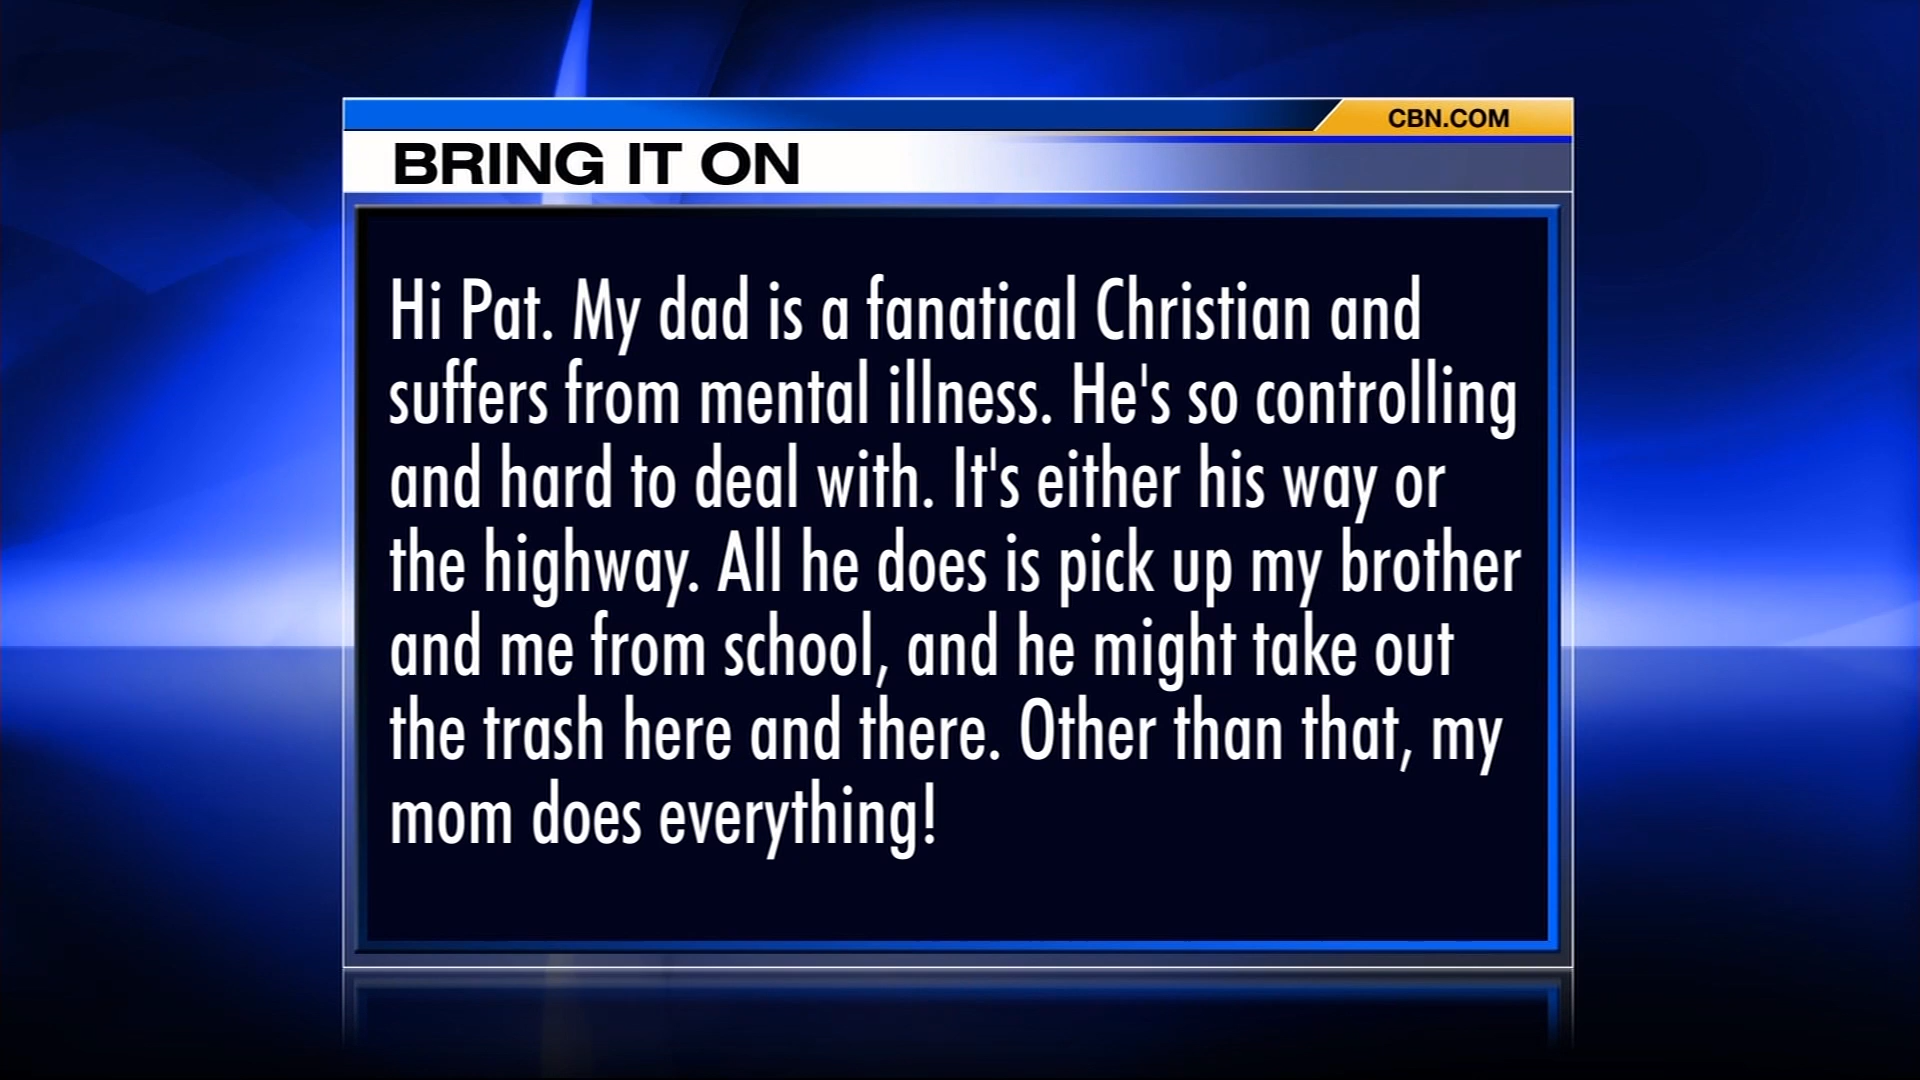 CBN.COM
BRING IT ON
Hi Pat. My dad is a fanatical Christian and
suffers from mental illness. He's so controlling
and hard to deal with. It's either his way or
the highway. All he does is pick up my brother
and me from school, and he might take out
the trash here and there. Other than that, my
mom does everything!